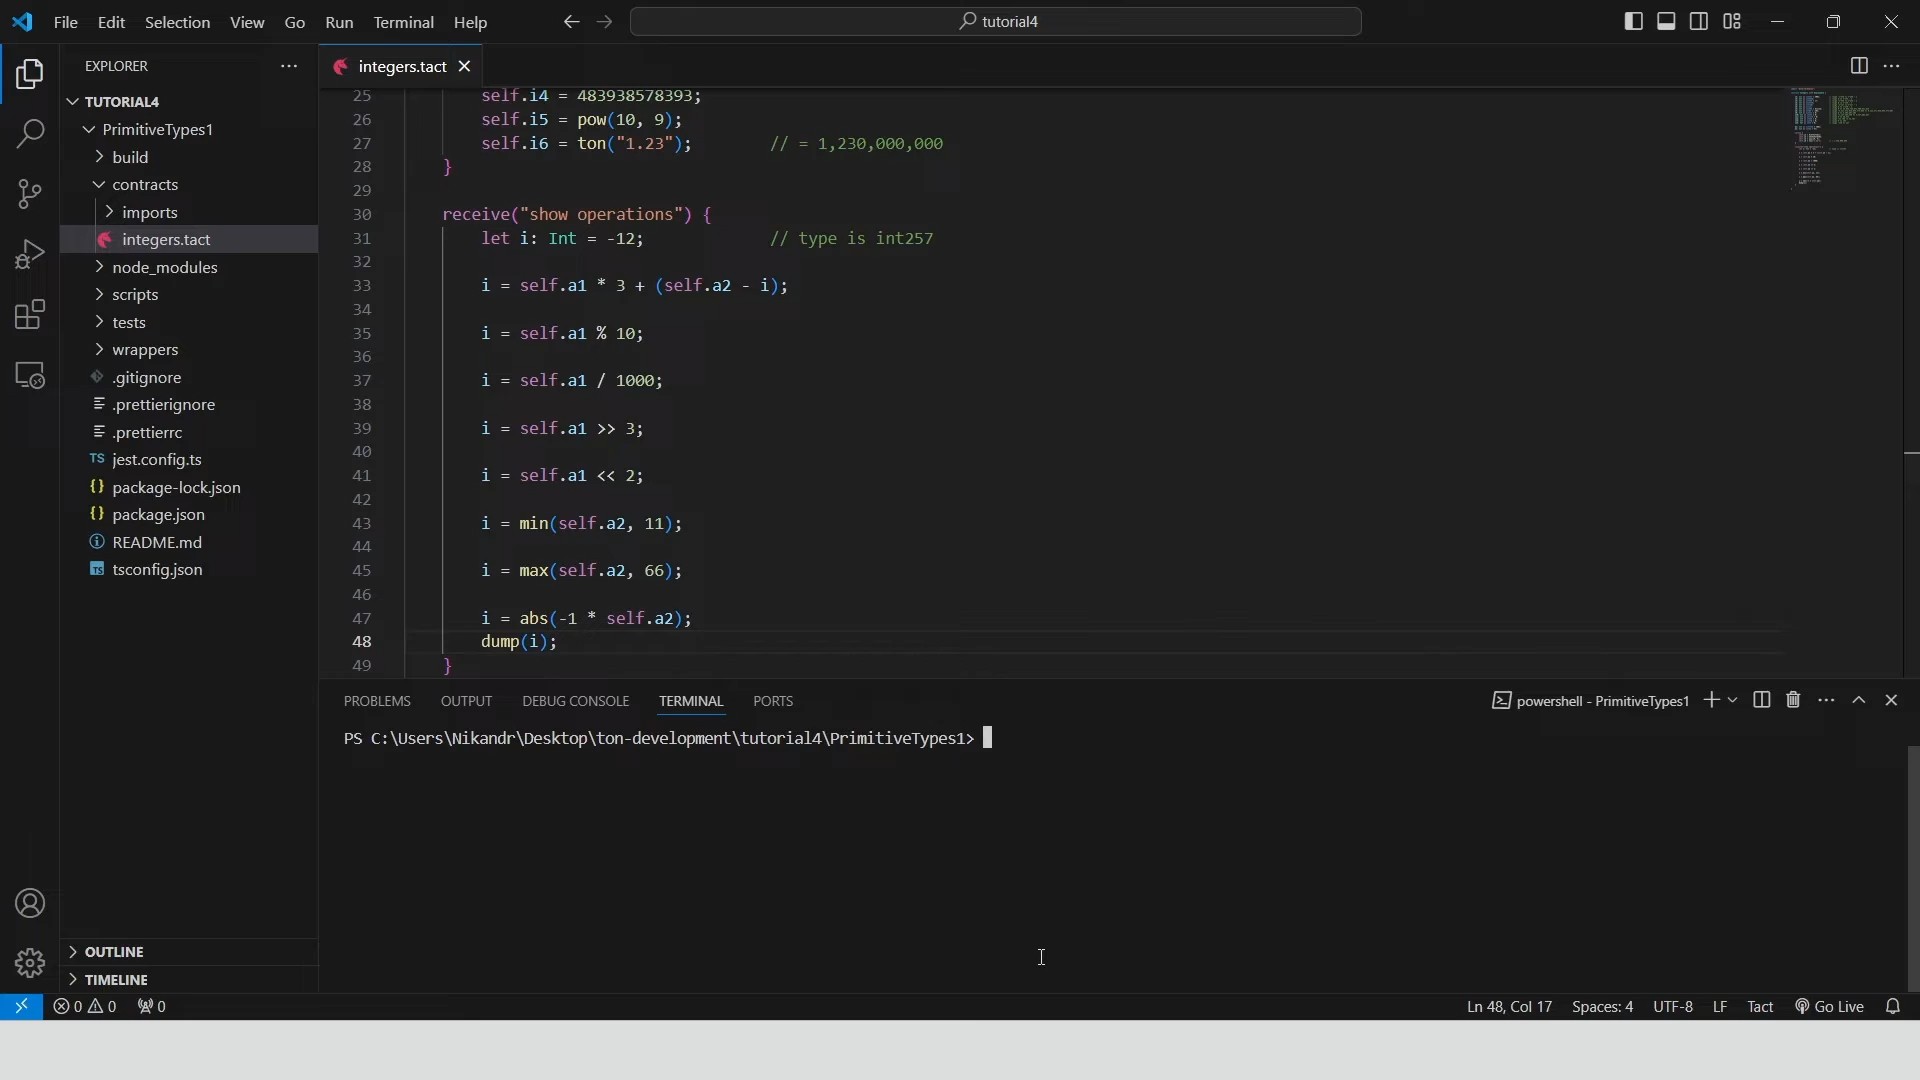 File Edit Selection View Go Run Terminal Help
tutorial4
EXPLORER
TUTORIAL4
PrimitiveTypes1
build
contracts
imports
integers.tact
node_modules
scripts
tests
wrappers
.gitignore
.prettierignore
.prettierrc
TS jest.config.ts
{} package-lock.json
{} package.json
README.md
TS tsconfig.json
OUTLINE
TIMELINE
integers.tact
25 self.i4 = 483938578393;
26 self.i5 = pow(10, 9);
27 self.i6 = ton("1.23"); // = 1,230,000,000
28 }
29
30 receive("show operations") {
31 let i: Int = -12; // type is int257
32
33 i = self.a1 * 3 + (self.a2 - i);
34
35 i = self.a1 % 10;
36
37 i = self.a1 / 1000;
38
39 i = self.a1 >> 3;
40
41 i = self.a1 << 2;
42
43 i = min(self.a2, 11);
44
45 i = max(self.a2, 66);
46
47 i = abs(-1 * self.a2);
48 dump(i);
49 }
PROBLEMS OUTPUT DEBUG CONSOLE TERMINAL PORTS
powershell - PrimitiveTypes1
PS C:\Users\Nikandr\Desktop\ton-development\tutorial4\PrimitiveTypes1>
0 0 0
Ln 48, Col 17 Spaces: 4 UTF-8 LF Tact Go Live